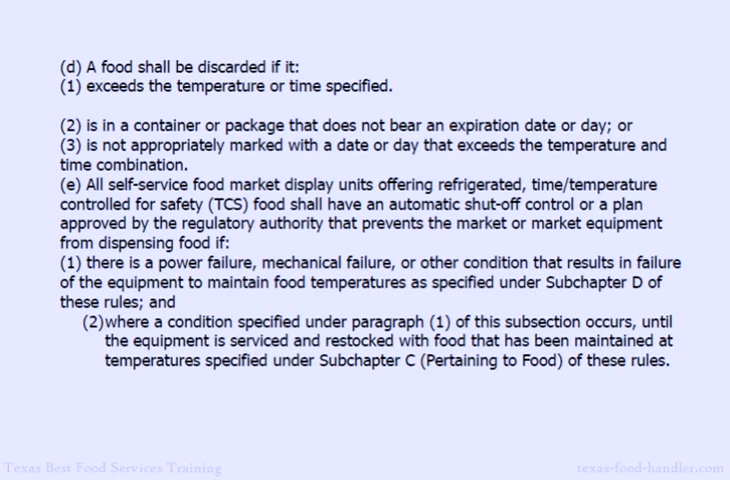 (d) A food shall be discarded if it:
(1) exceeds the temperature or time specified.
(2) is in a container or package that does not bear an expiration date or day; or
(3) is not appropriately marked with a date or day that exceeds the temperature and
time combination.
(e) All self-service food market display units offering refrigerated, time/temperature
controlled for safety (TCS) food shall have an automatic shut-off control or a plan
approved by the regulatory authority that prevents the market or market equipment
from dispensing food if:
(1) there is a power failure, mechanical failure, or other condition that results in failure
of the equipment to maintain food temperatures as specified under Subchapter D of
these rules; and
(2)where a condition specified under paragraph (1) of this subsection occurs, until
the equipment is serviced and restocked with food that has been maintained at
temperatures specified under Subchapter C (Pertaining to Food) of these rules.
Texas Best Food Services Training
texas-food-handler.com